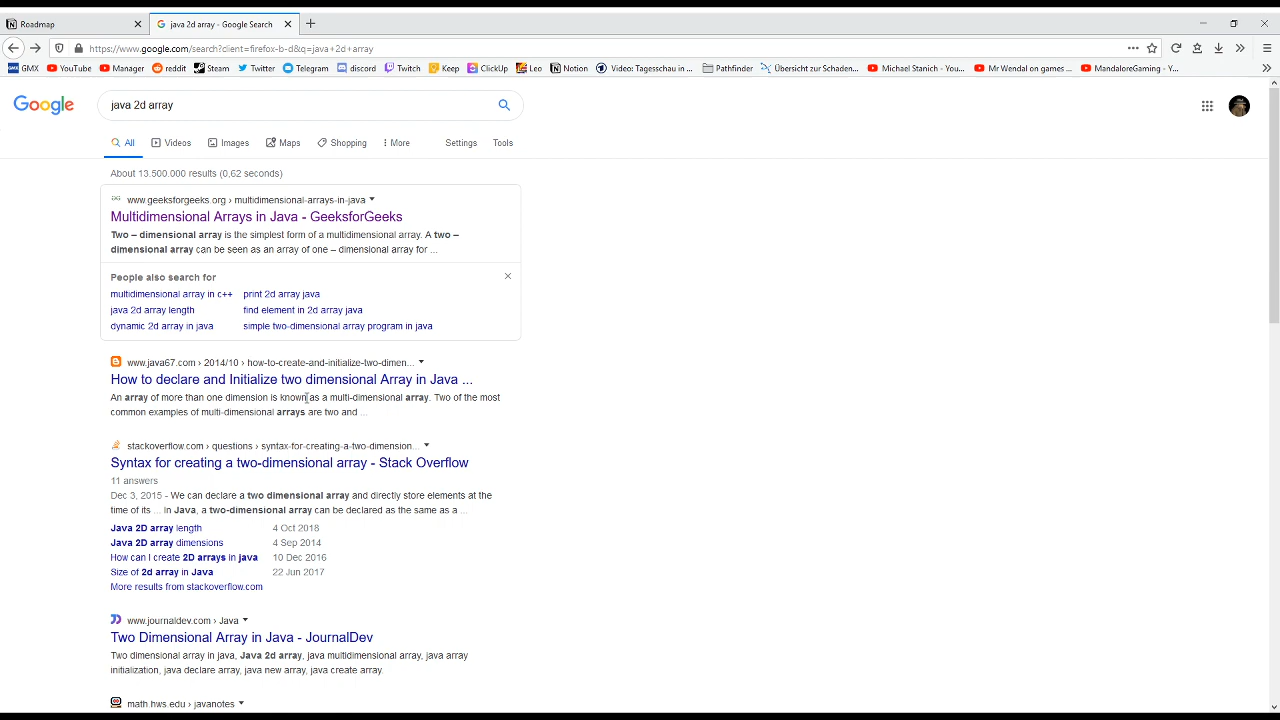 Roadmap
java 2d array - Google Search
https://www.google.com/search?client=firefox-b-d&q=java+2d+array
GMX YouTube Manager reddit Steam Twitter Telegram discord Twitch Keep ClickUp E Notion Video: Tagesschau in ... Pathfinder Übersicht zu Schaden... Michael Stanich - You... Mr Wendal on games ... MandaloreGaming - Y...
Google
java 2d array
All Videos Images Maps Shopping More Settings Tools
About 13.500.000 results (0,62 seconds)
www.geeksforgeeks.org › multidimensional-arrays-in-java
Multidimensional Arrays in Java - GeeksforGeeks
Two – dimensional array is the simplest form of a multidimensional array. A two –
dimensional array can be seen as an array of one – dimensional array for ...
People also search for
multidimensional array in c++ print 2d array java
java 2d array length find element in 2d array java
dynamic 2d array in java simple two-dimensional array program in java
www.java67.com › 2014/10 › how-to-create-and-initialize-two-dimen...
How to declare and Initialize two dimensional Array in Java ...
An array of more than one dimension is known as a multi-dimensional array. Two of the most
common examples of multi-dimensional arrays are two and ...
stackoverflow.com › questions › syntax-for-creating-a-two-dimension...
Syntax for creating a two-dimensional array - Stack Overflow
11 answers
Dec 3, 2015 - We can declare a two dimensional array and directly store elements at the
time of its ... in Java, a two-dimensional array can be declared as the same as a ...
Java 2D array length 4 Oct 2018
Java 2D array dimensions 4 Sep 2014
How can I create 2D arrays in java 10 Dec 2016
Size of 2d array in Java 22 Jun 2017
More results from stackoverflow.com
www.journaldev.com › Java
Two Dimensional Array in Java - JournalDev
Two dimensional array in java, Java 2d array, java multidimensional array, java array
initialization, java declare array, java new array, java create array.
math.hws.edu › javanotes